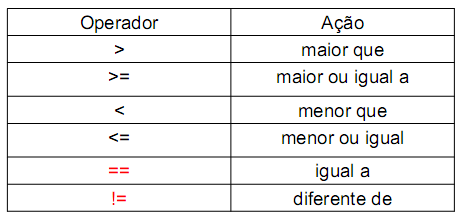 Operador Ação
> maior que
>= maior ou igual a
< menor que
<= menor ou igual
== igual a
!= diferente de